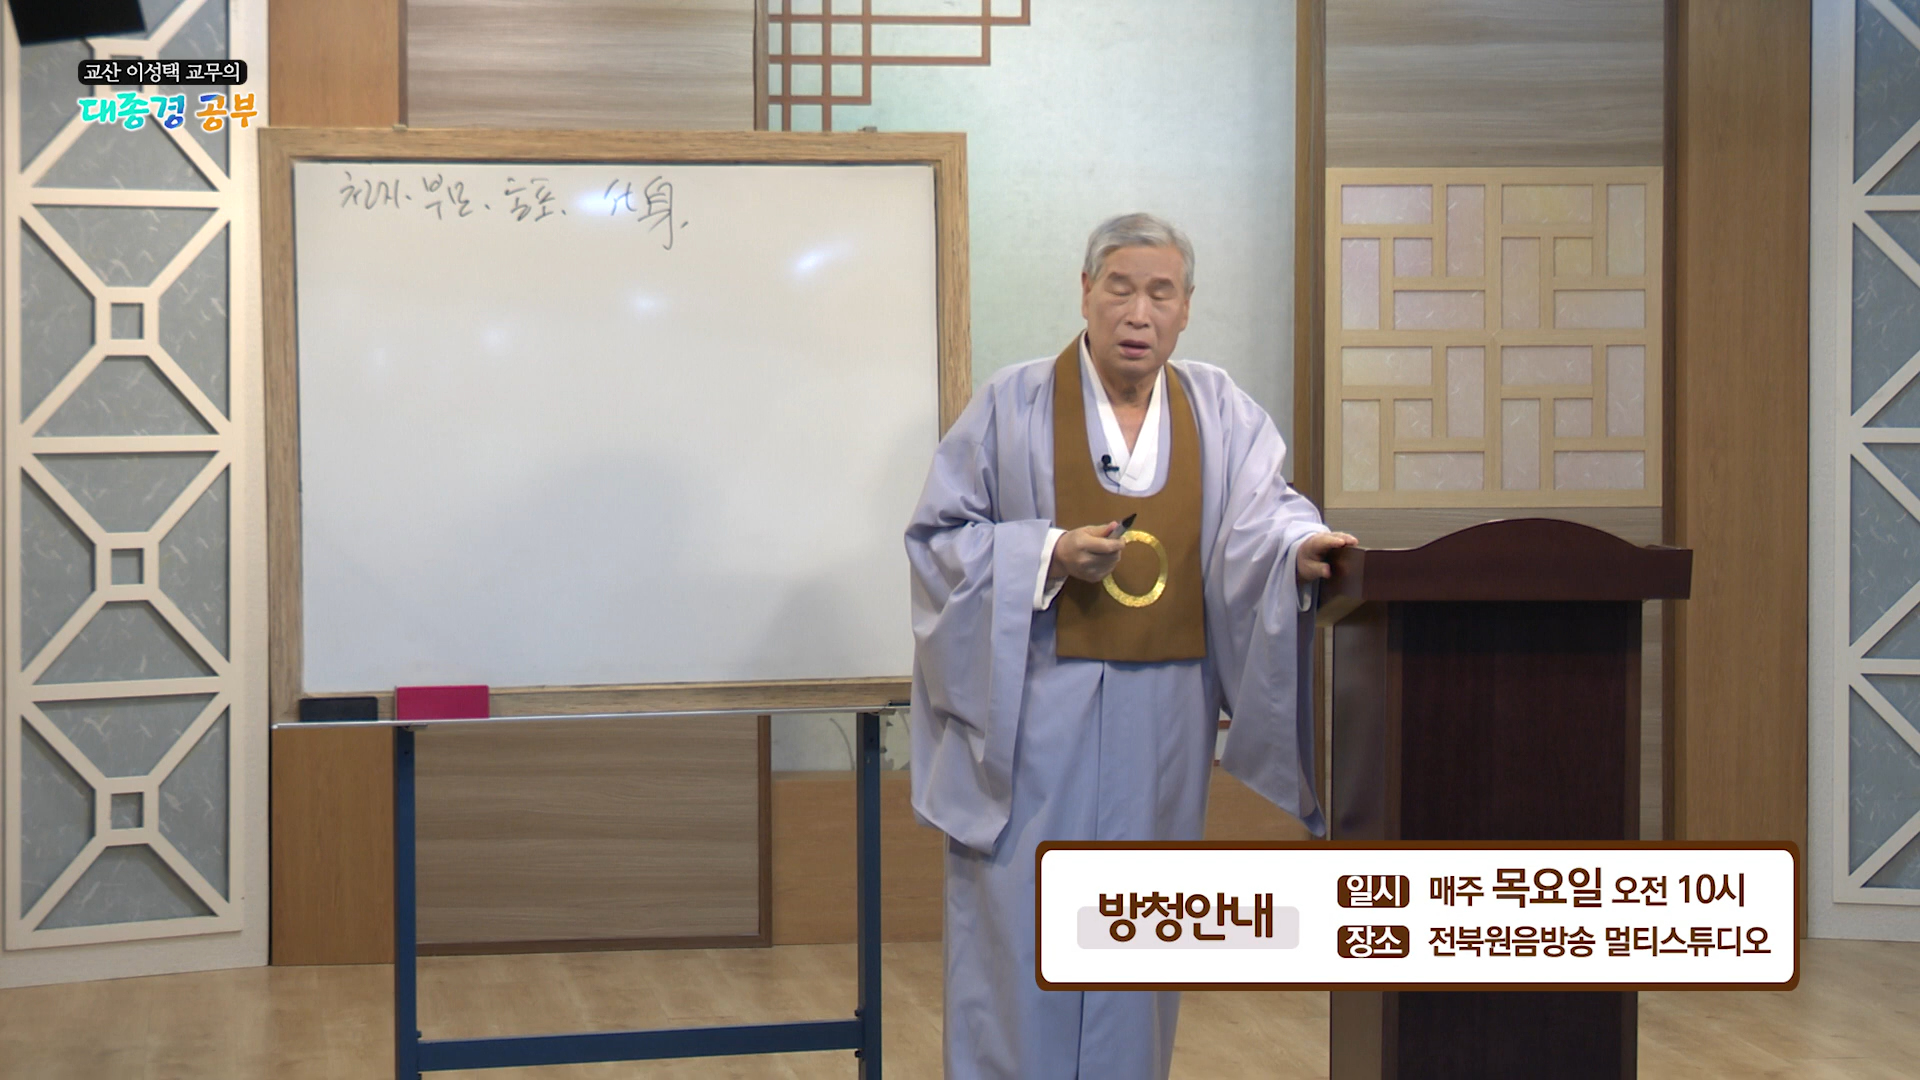 교산 이성택 교무의
대종경 공부
천지·부모·동포. 化身.
방청안내
일시 매주 목요일 오전 10시
장소 전북원음방송 멀티스튜디오